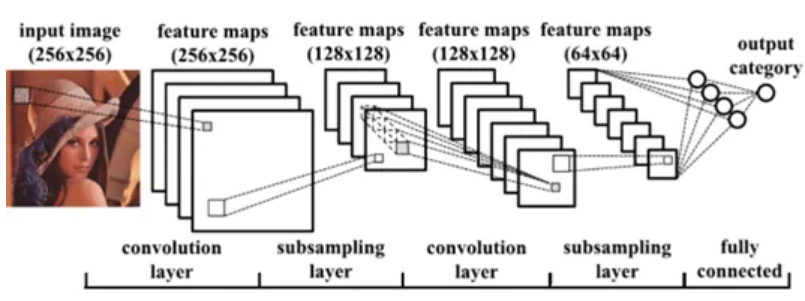 input image
(256x256)
feature maps
(256x256)
feature maps
(128x128)
feature maps
(128x128)
feature maps
(64x64)
output
category
convolution
layer
subsampling
layer
convolution
layer
subsampling
layer
fully
connected